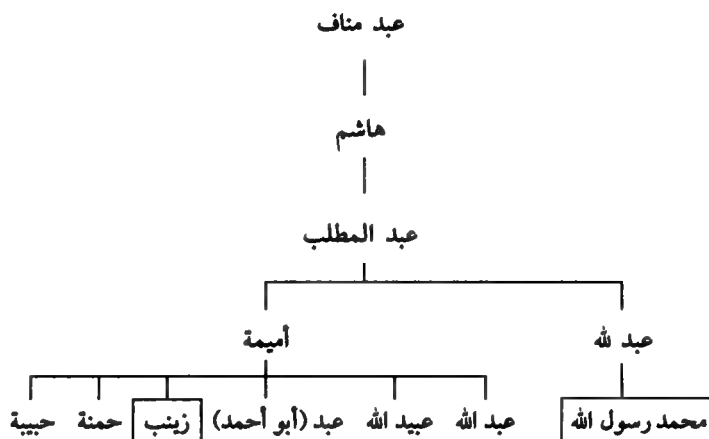 عبد مناف
هاشم
عبد المطلب
عبد لله أميمة
محمد رسول الله عبد الله عبيد الله عبد (أبو أحمد) زينب حمنة حبيبة